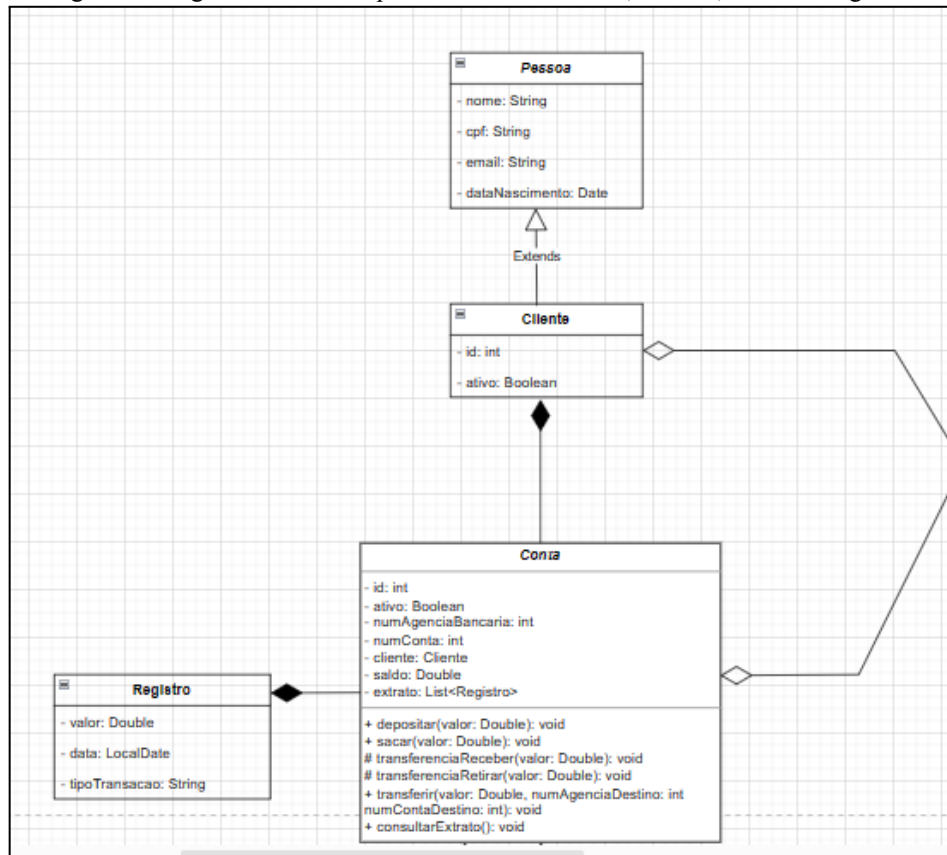 Pessoa
- nome: String
- cpf: String
- email: String
- dataNascimento: Date
Extends
Cliente
- id: int
- ativo: Boolean
Conta
- id: int
- ativo: Boolean
- numAgenciaBancaria: int
- numConta: int
- cliente: Cliente
- saldo: Double
- extrato: List<Registro>
+ depositar(valor: Double): void
+ sacar(valor: Double): void
# transferenciaReceber(valor: Double): void
# transferenciaRetirar(valor: Double): void
+ transferir(valor: Double, numAgenciaDestino: int
numContaDestino: int): void
+ consultarExtrato(): void
Registro
- valor: Double
- data: LocalDate
- tipoTransacao: String